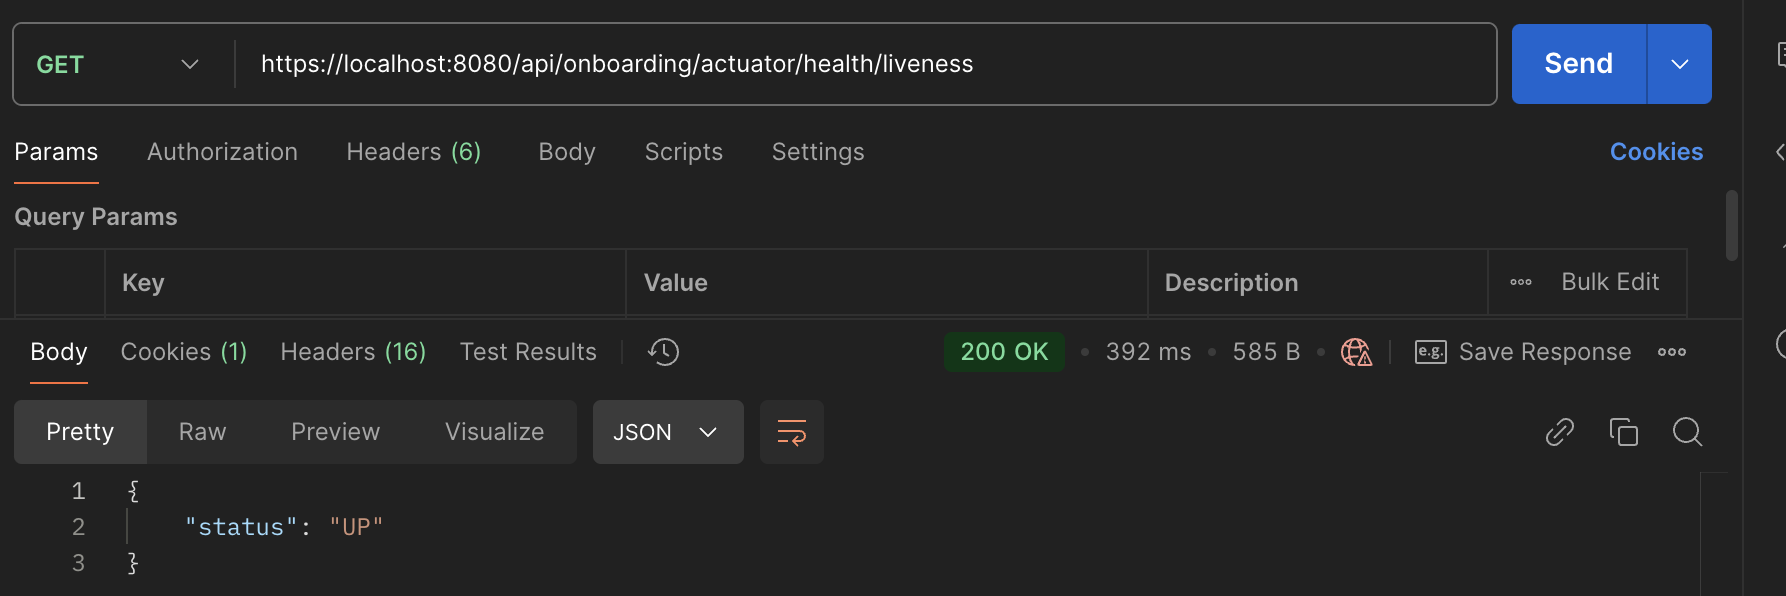 GET https://localhost:8080/api/onboarding/actuator/health/liveness Send
Params Authorization Headers (6) Body Scripts Settings Cookies
Query Params
Key Value Description Bulk Edit
Body Cookies (1) Headers (16) Test Results 200 OK 392 ms 585 B e.g. Save Response
Pretty Raw Preview Visualize JSON
1 {
2 "status": "UP"
3 }